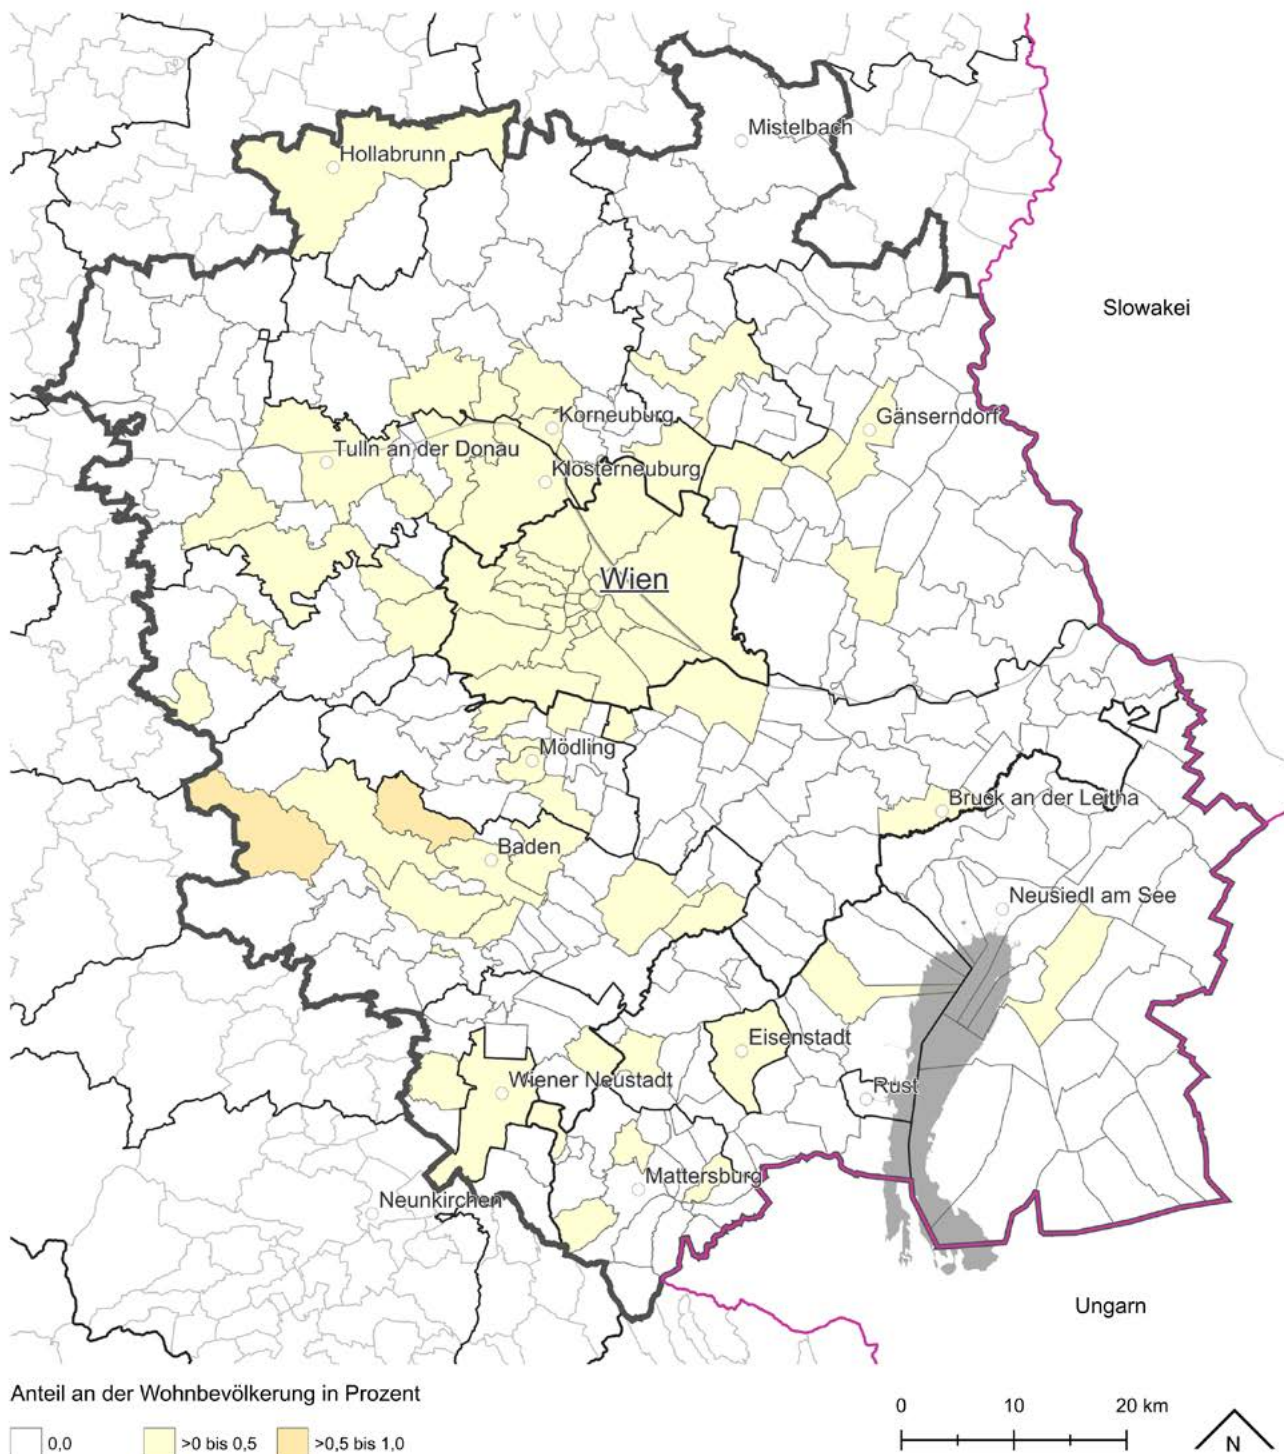 Mistelbach
Hollabrunn
Slowakei
Korneuburg
Gänserndorf
Tulln an der Donau
Klosterneuburg
Wien
Mödling
Bruck an der Leitha
Baden
Neusiedl am See
Eisenstadt
Wiener Neustadt
Rust
Mattersburg
Neunkirchen
Ungarn
Anteil an der Wohnbevölkerung in Prozent
0,0 >0 bis 0,5 >0,5 bis 1,0
0 10 20 km
N